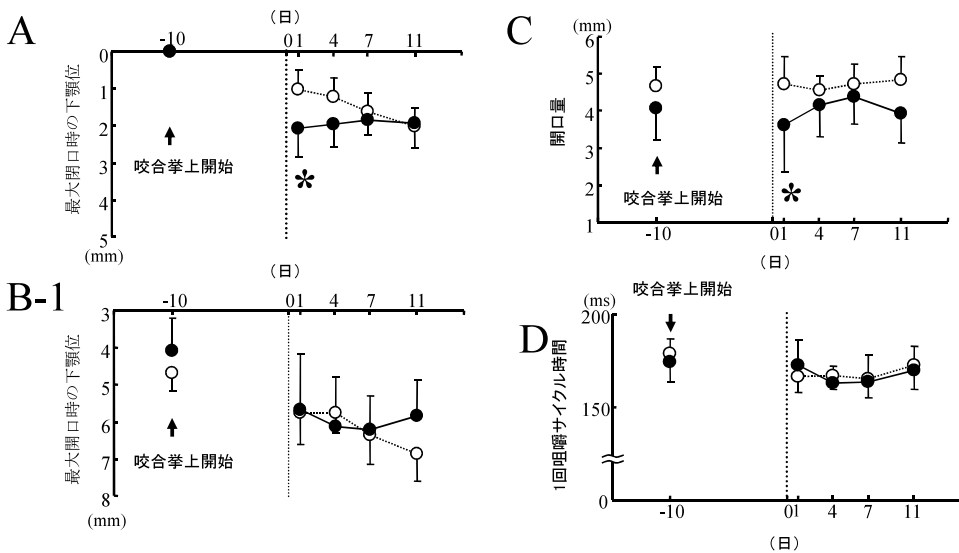 A
（日）
-10
0 1 4 7 11
0
1
2
3
4
5
(mm)
最大閉口時の下顎位
咬合挙上開始
*
B-1
（日）
-10
0 1 4 7 11
3
4
5
6
7
8
(mm)
最大開口時の下顎位
咬合挙上開始
C
(mm)
6
5
4
3
2
1
開口量
咬合挙上開始
*
-10
0 1 4 7 11
（日）
D
(ms)
200
150
0
1回咀嚼サイクル時間
咬合挙上開始
-10
0 1 4 7 11
（日）